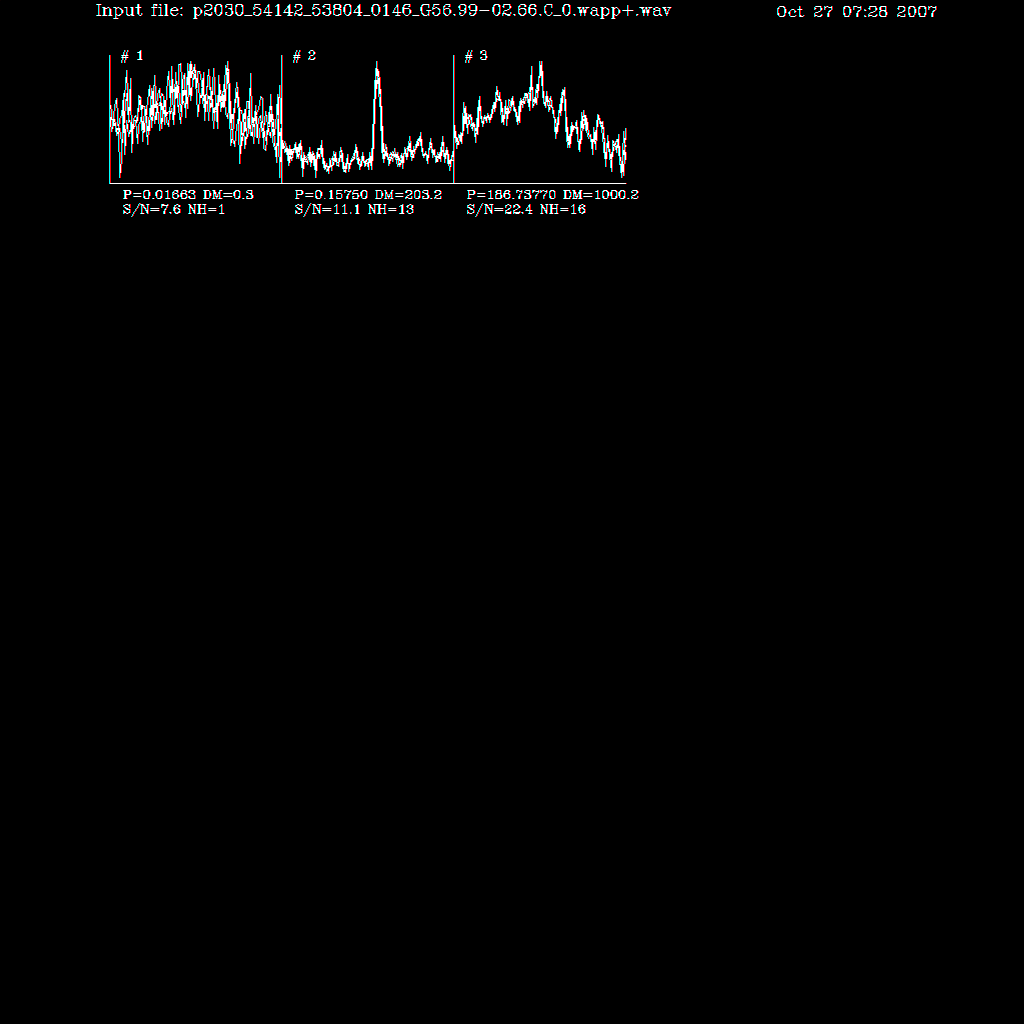 Input file: p2030_54142_53804_0146_G56.99-02.66.C_0.wapp+.wav
Oct 27 07:28 2007
# 1
# 2
# 3
P=0.01663 DM=0.3
S/N=7.6 NH=1
P=0.15750 DM=203.2
S/N=11.1 NH=13
P=186.73770 DM=1000.2
S/N=22.4 NH=16